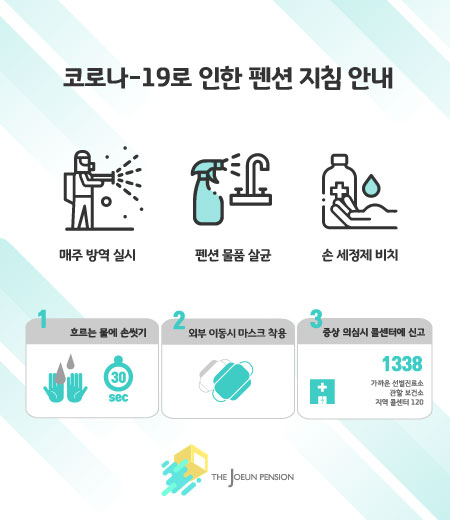 코로나-19로 인한 펜션 지침 안내
매주 방역 실시
펜션 물품 살균
손 세정제 비치
1
흐르는 물에 손씻기
30
sec
2
외부 이동시 마스크 착용
3
증상 의심시 콜센터에 신고
1338
가까운 선별진료소
관할 보건소
지역 콜센터 120
THE JOEUN PENSION